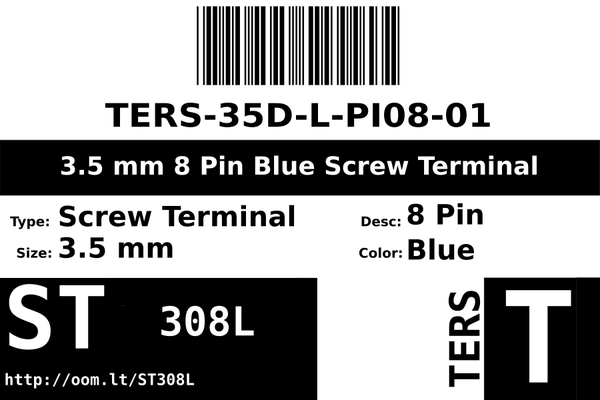 TERS-35D-L-PI08-01
3.5 mm 8 Pin Blue Screw Terminal
Type: Screw Terminal
Desc: 8 Pin
Size: 3.5 mm
Color: Blue
ST 308L
http://oom.lt/ST308L
TERS
T